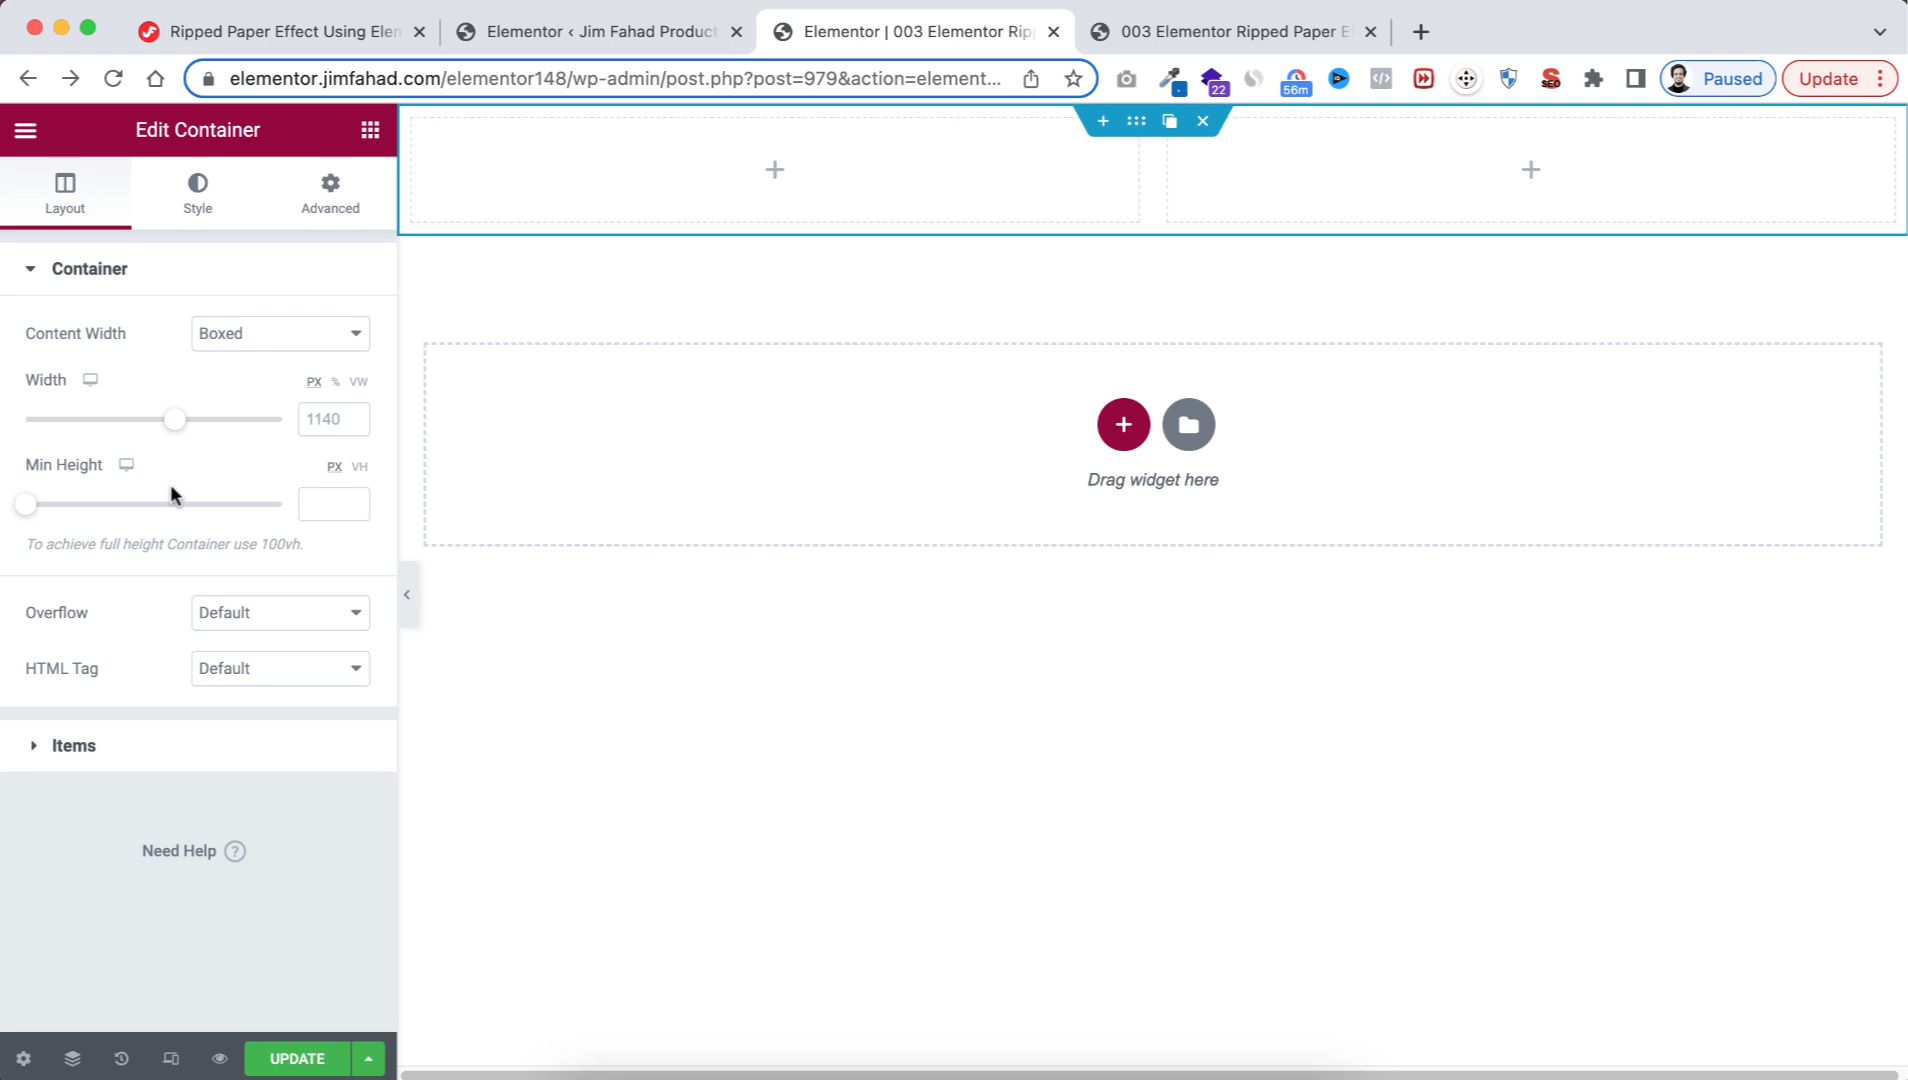 Ripped Paper Effect Using Elen
Elementor ‹ Jim Fahad Product
Elementor | 003 Elementor Rip
003 Elementor Ripped Paper E
elementor.jimfahad.com/elementor148/wp-admin/post.php?post=979&action=element...
22
56m
SEO
Paused
Update
Edit Container
Layout
Style
Advanced
Container
Content Width
Boxed
Width
PX % VW
1140
Min Height
PX VH
To achieve full height Container use 100vh.
Overflow
Default
HTML Tag
Default
Items
Need Help ?
UPDATE
Drag widget here